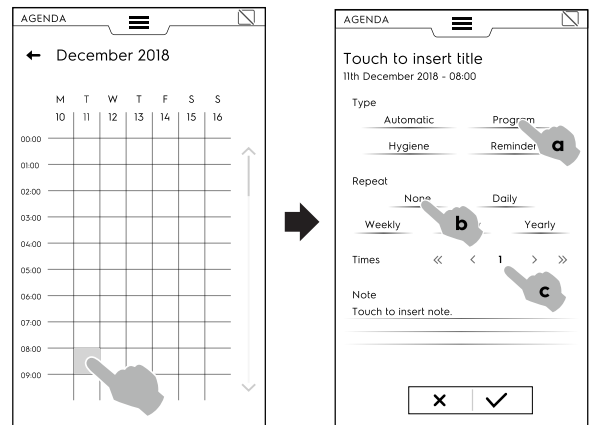 AGENDA
December 2018
M T W T F S S
10 11 12 13 14 15 16
00:00
01:00
02:00
03:00
04:00
05:00
06:00
07:00
08:00
09:00
AGENDA
Touch to insert title
11th December 2018 - 08:00
Type
Automatic Program
a
Hygiene Reminder
Repeat
None Daily
b
Weekly Yearly
Times << < 1 > >>
c
Note
Touch to insert note.